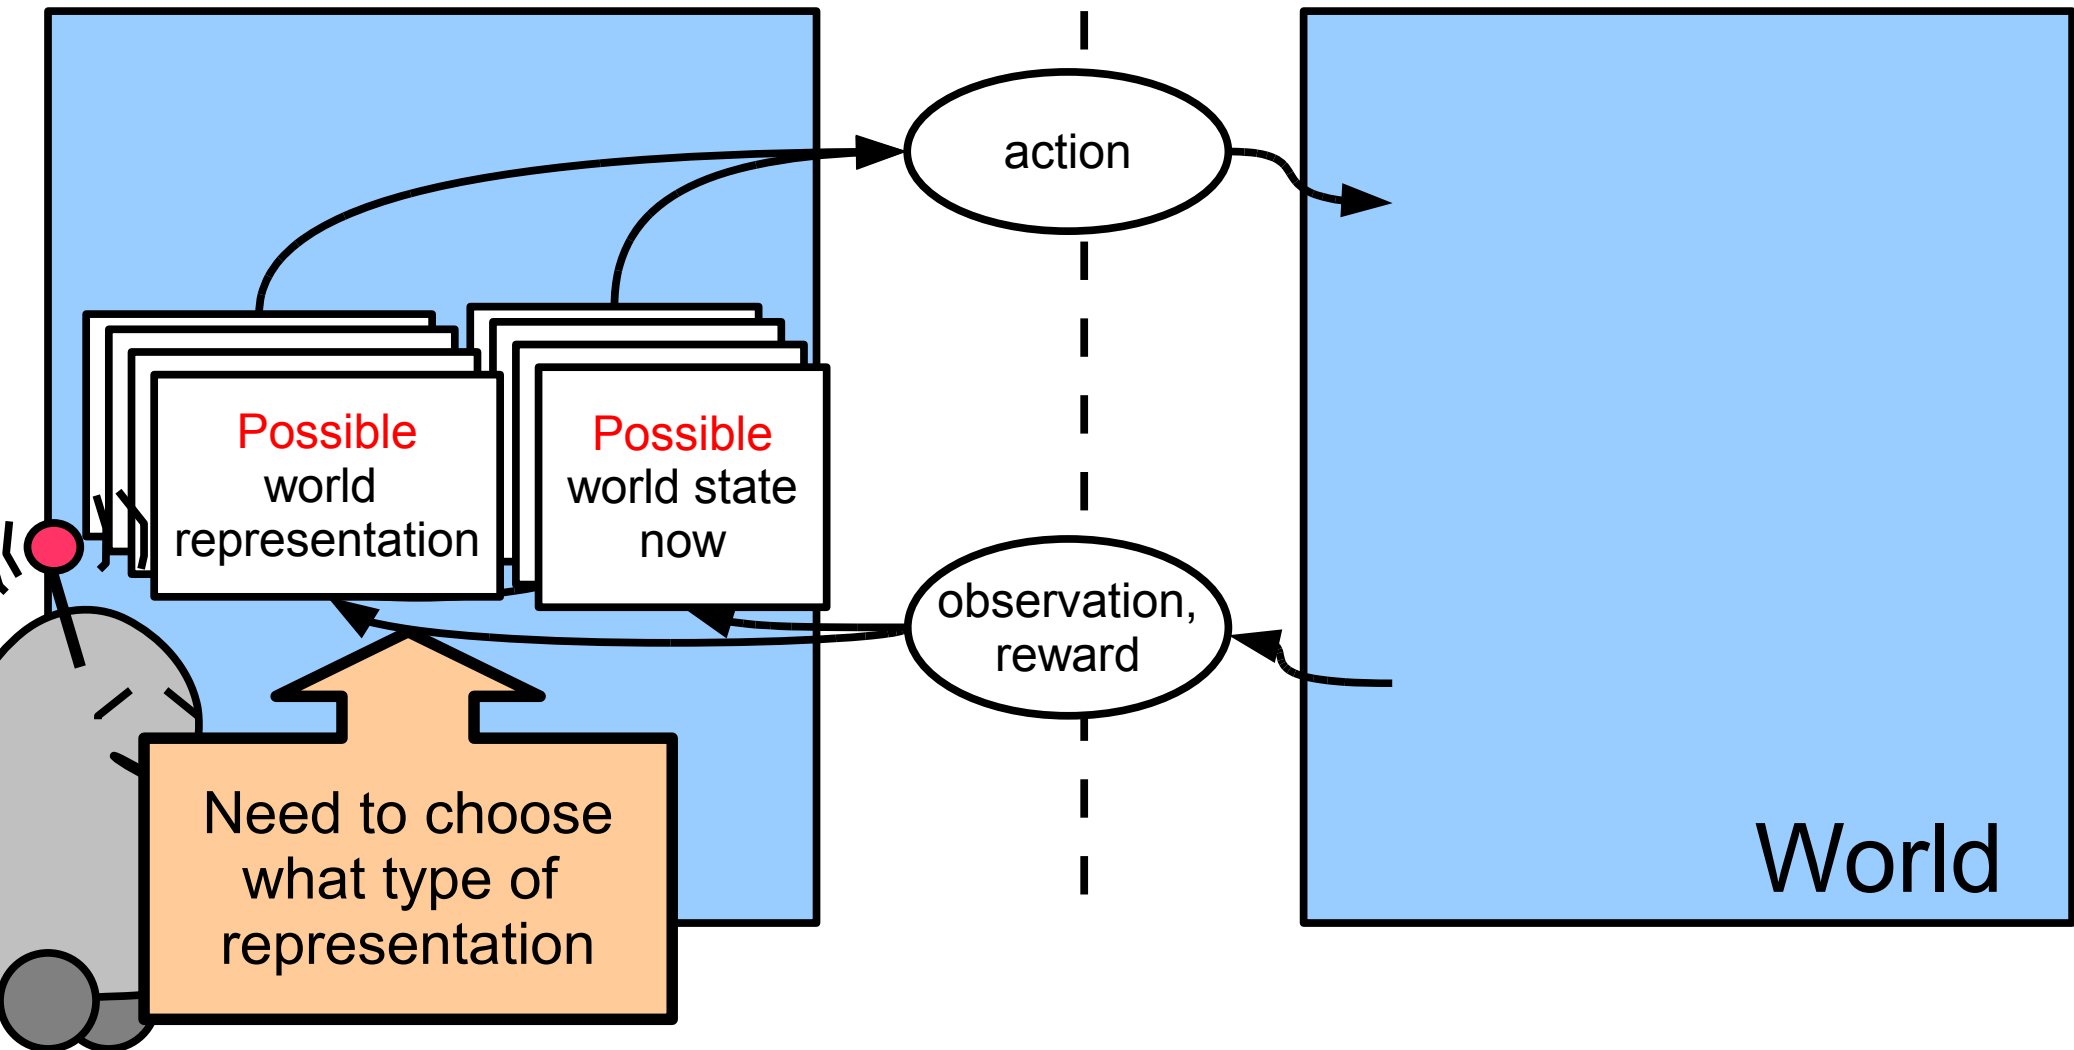 action
Possible
world
representation
Possible
world state
now
observation,
reward
Need to choose
what type of
representation
World